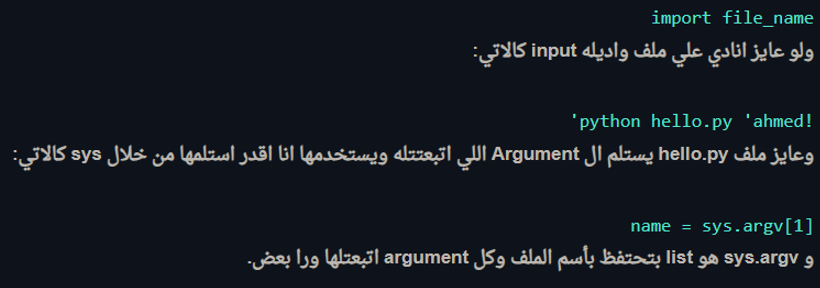 import file_name
ولو عايز انادي علي ملف واديله input كالاتي:
python hello.py 'ahmed!'
وعايز ملف hello.py يستلم ال Argument اللي اتبعتتله ويستخدمها انا اقدر استلمها من خلال sys كالاتي:
name = sys.argv[1]
و sys.argv هو list بتحتفظ بأسم الملف وكل argument اتبعتلها ورا بعض.